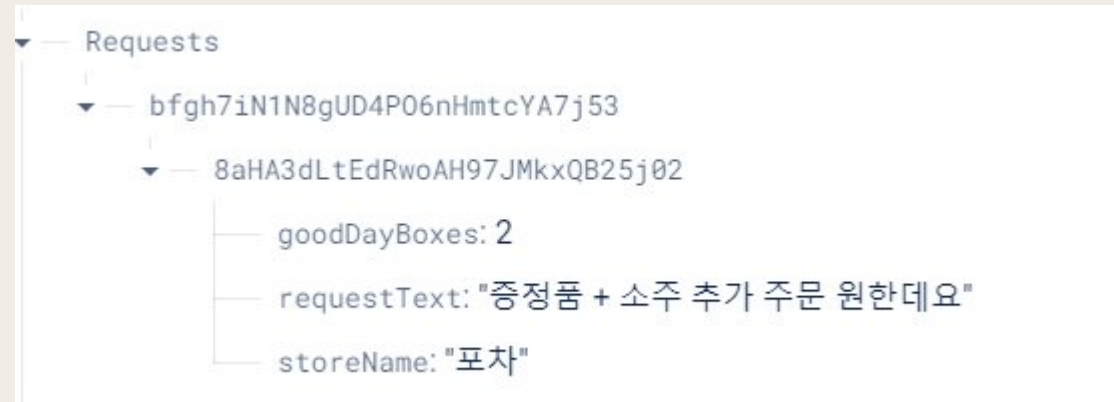 Requests
bfgh7iN1N8gUD4PO6nHmtcYA7j53
8aHA3dLtEdRwoAH97JMkxQB25j02
goodDayBoxes: 2
requestText: "증정품 + 소주 추가 주문 원한데요"
storeName: "포차"